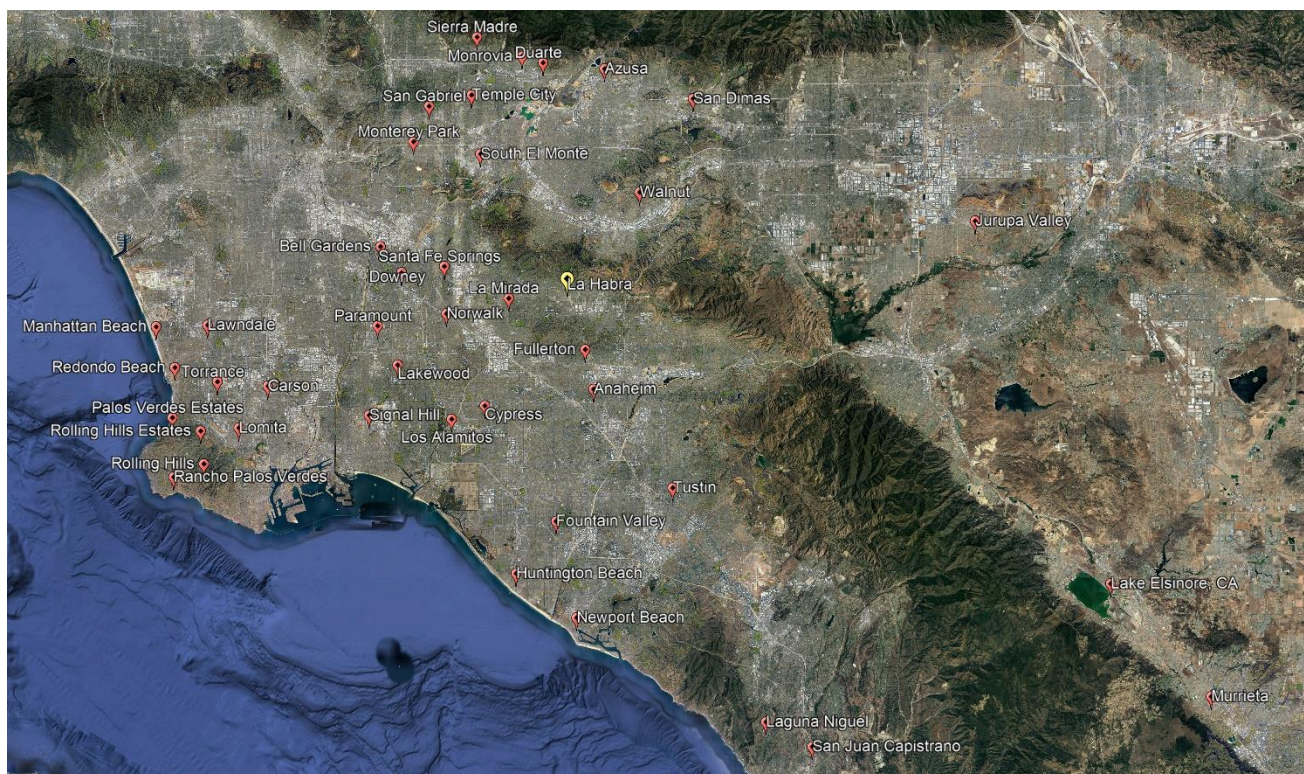 Sierra Madre
Monrovia
Duarte
Azusa
San Gabriel
Temple City
San Dimas
Monterey Park
South El Monte
Walnut
Jurupa Valley
Bell Gardens
Santa Fe Springs
Downey
La Habra
La Mirada
Norwalk
Paramount
Manhattan Beach
Lawndale
Fullerton
Redondo Beach
Torrance
Lakewood
Carson
Anaheim
Palos Verdes Estates
Signal Hill
Cypress
Rolling Hills Estates
Lomita
Los Alamitos
Rolling Hills
Rancho Palos Verdes
Tustin
Fountain Valley
Huntington Beach
Lake Elsinore, CA
Newport Beach
Murrieta
Laguna Niguel
San Juan Capistrano